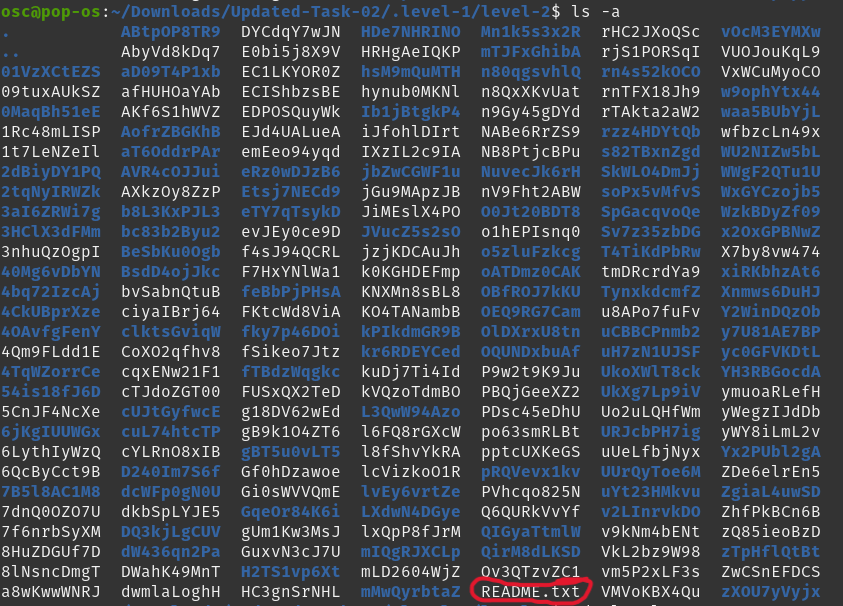 osc@pop-os:~/Downloads/Updated-Task-02/.level-1/level-2$ ls -a
. ABtpOP8TR9 DYCdqY7wJN HDe7NHRINO Mn1k5s3x2R rHC2JXoQSc vOcM3EYMXw
.. AbyVd8kDq7 E0bi5j8X9V HRHgAeIQKP mTJFxGhibA rjS1PORSqI VUOJouKqL9
01VzXCtEZS aD09T4P1xb EC1LKYOR0Z hsM9mQuMTH n80qgsvhlQ rn4s52kOCO VxWCuMyoCO
09tuxAUkSZ afHUHOaYAb ECIShbzsBE hynub0MKNl n8QxXKvUat rnTFX18Jh9 w9ophYtx44
0MaqBh51eE AKf6S1hWVZ EDPOSQuyWk Ib1jBtgkP4 n9Gy45gDYd rTAkta2aW2 waa5BUbYjL
1Rc48mLISP AofrZBGKhB EJd4UALueA iJfohlDIrt NABe6RrZS9 rzz4HDYtQb wfbzcLn49x
1t7LeNZeIl aT6OddrPAr emEeo94yqd IXzIL2c9IA NB8PtjcBPu s82TBxnZgd WU2NIZw5bL
2dBiyDY1PQ AVR4cOJJui eRz0wDJzB6 jbZwCGWF1u NuvecJk6rH SkWLO4DmJj WWgF2QTu1U
2tqNyIRWZk AXkzOy8ZzP Etsj7NECd9 jGu9MApzJB nV9Fht2ABW soPx5vMfvS WxGYCzojb5
3aI6ZRWi7g b8L3KxPJL3 eTY7qTsykD JiMEslX4PO O0Jt20BDT8 SpGacqvoQe WzkBDyZf09
3HClX3dFMm bc83b2Byu2 evJEy0ce9D JVucZ5s2sO o1hEPIsnq0 Sv7z35zbDG x2OxGPBNwZ
3nhuQzOgpI BeSbKu0Ogb f4sJ94QCRL jzjKDCAuJh o5zluFzkcg T4TiKdPbRw X7by8vw474
40Mg6vDbYN BsdD4ojJkc F7HxYNlWa1 k0KGHDEFmp oATDmz0CAK tmDRcrdYa9 xiRKbhzAt6
4bq72IzcAj bvSabnQtuB feBbPjPHsA KNXMn8sBL8 OBfROJ7kKU TynxkdcmfZ Xnmws6DuHJ
4CkUBprXze ciyaIBrj64 FKtcWd8ViA KO4TANambB OEQ9RG7Cam u8APo7fuFv Y2WinDQzOb
4OAvfgFenY clktsGviqW fky7p46DOi kPIkdmGR9B OlDXrxU8tn uCBBCPnmb2 y7U81AE7BP
4Qm9FLdd1E CoXO2qfhv8 fSikeo7Jtz kr6RDEYCed OQUNDxbuAf uH7zN1UJSF yc0GFVKDtL
4TqWZorrCe cqxENw21F1 fTBdzWqgkc kuDj7Ti4Id P9w2t9K9Ju UkoXWlT8ck YH3RBGocdA
54is18fJ6D cTJdoZGT00 FUSxQX2TeD kVQzoTdmBO PBQjGeeXZ2 UkXg7Lp9iV ymuoaRLefH
5CnJF4NcXe cUJtGyfwcE g18DV62wEd L3QwW94Azo PDsc45eDhU Uo2uLQHfWm yWegzIJdDb
6jKgIUUWGx cuL74htcTP gB9k1O4ZT6 l6FQ8rGXcW po63smRLBt URJcbPH7ig yWY8iLmL2v
6LythIyWzQ cYLRnO8xIB gBT5u0vLT5 l8fShvYkRA pptcUXKeGS uUeLfbjNyx Yx2PUbl2gA
6QcByCct9B D240Im7S6f Gf0hDzawoe lcVizkoO1R pRQVevx1kv UUrQyToe6M ZDe6elrEn5
7B5l8AC1M8 dcWFp0gN0U Gi0sWVVQmE lvEy6vrtZe PVhcqo825N uYt23HMkvu ZgiaL4uwSD
7dnQ0OZO7U dkbSpLYJE5 GqeOr84K6i LXdwN4DGye Q6QURkVvYf v2LInrvkDO ZhfPkBCn6B
7f6nrbSyXM DQ3kjLgCUV gUm1Kw3MsJ lxQpP8fJrM QIGyaTtmlW v9kNm4bENt zQ85ieoBzD
8HuZDGUf7D dW436qn2Pa GuxvN3cJ7U mIQgRJXCLp QirM8dLKSD VkL2bz9W98 zTpHflQtBt
8lNsncDmgT DWahK49MnT H2TS1vp6Xt mLD2604WjZ Qv3QTzvZC1 vm5P2xLF3s ZwCSnEFDCS
a8wKwwWNRJ dwmlaLoghH HC3gnSrNHL mMwQyrbtaZ README.txt VMVoKBX4Qu zXOU7yVyjx